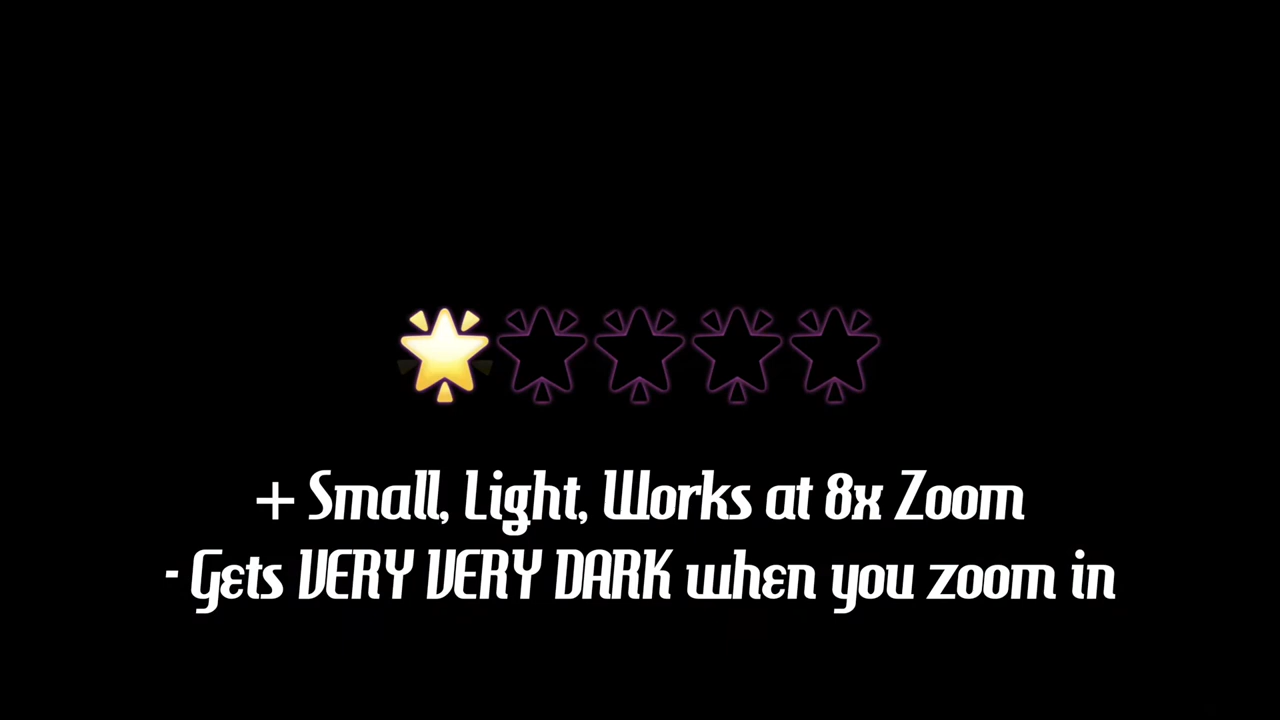 + Small, Light, Works at 8x Zoom
- Gets VERY VERY DARK when you zoom in